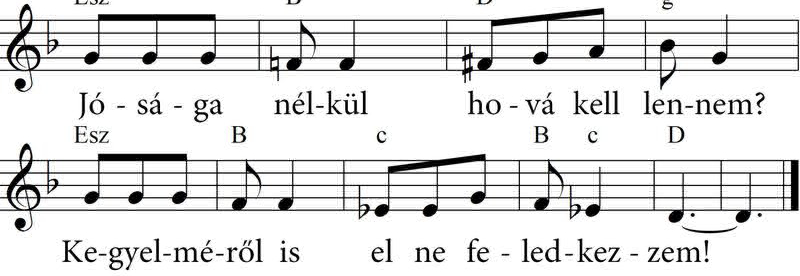 Esz B D g
Jó - sá - ga nél-kül ho - vá kell len-nem?
Esz B c B c D
Ke-gyel-mé-ről is el ne fe - led-kez - zem!